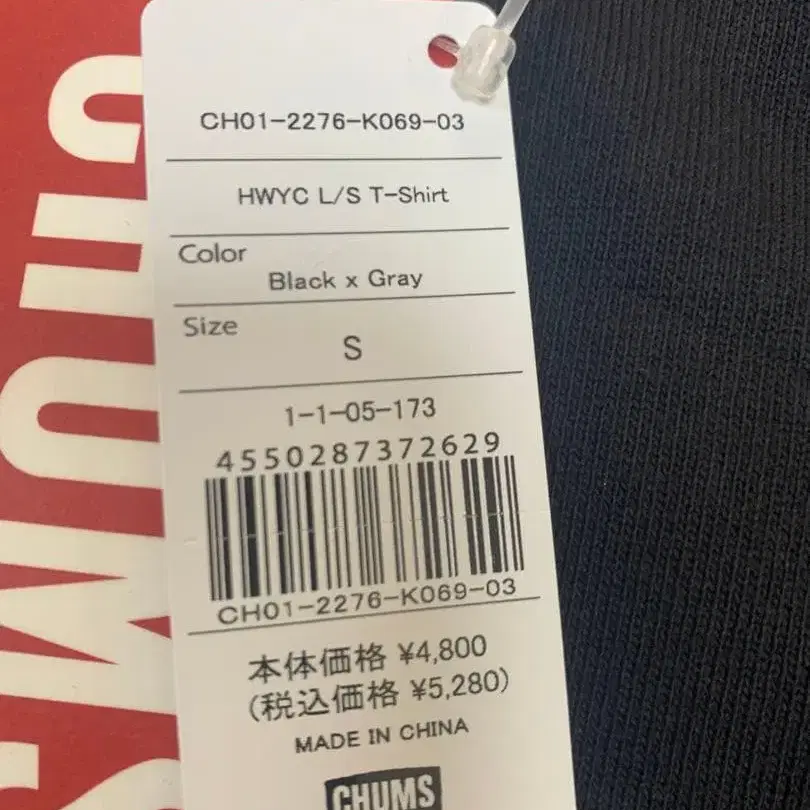 CHUMS
CH01-2276-K069-03
HWYC L/S T-Shirt
Color
Black x Gray
Size
S
1-1-05-173
4550287372629
CH01-2276-K069-03
本体価格 ¥4,800
(税込価格 ¥5,280)
MADE IN CHINA
CHUMS